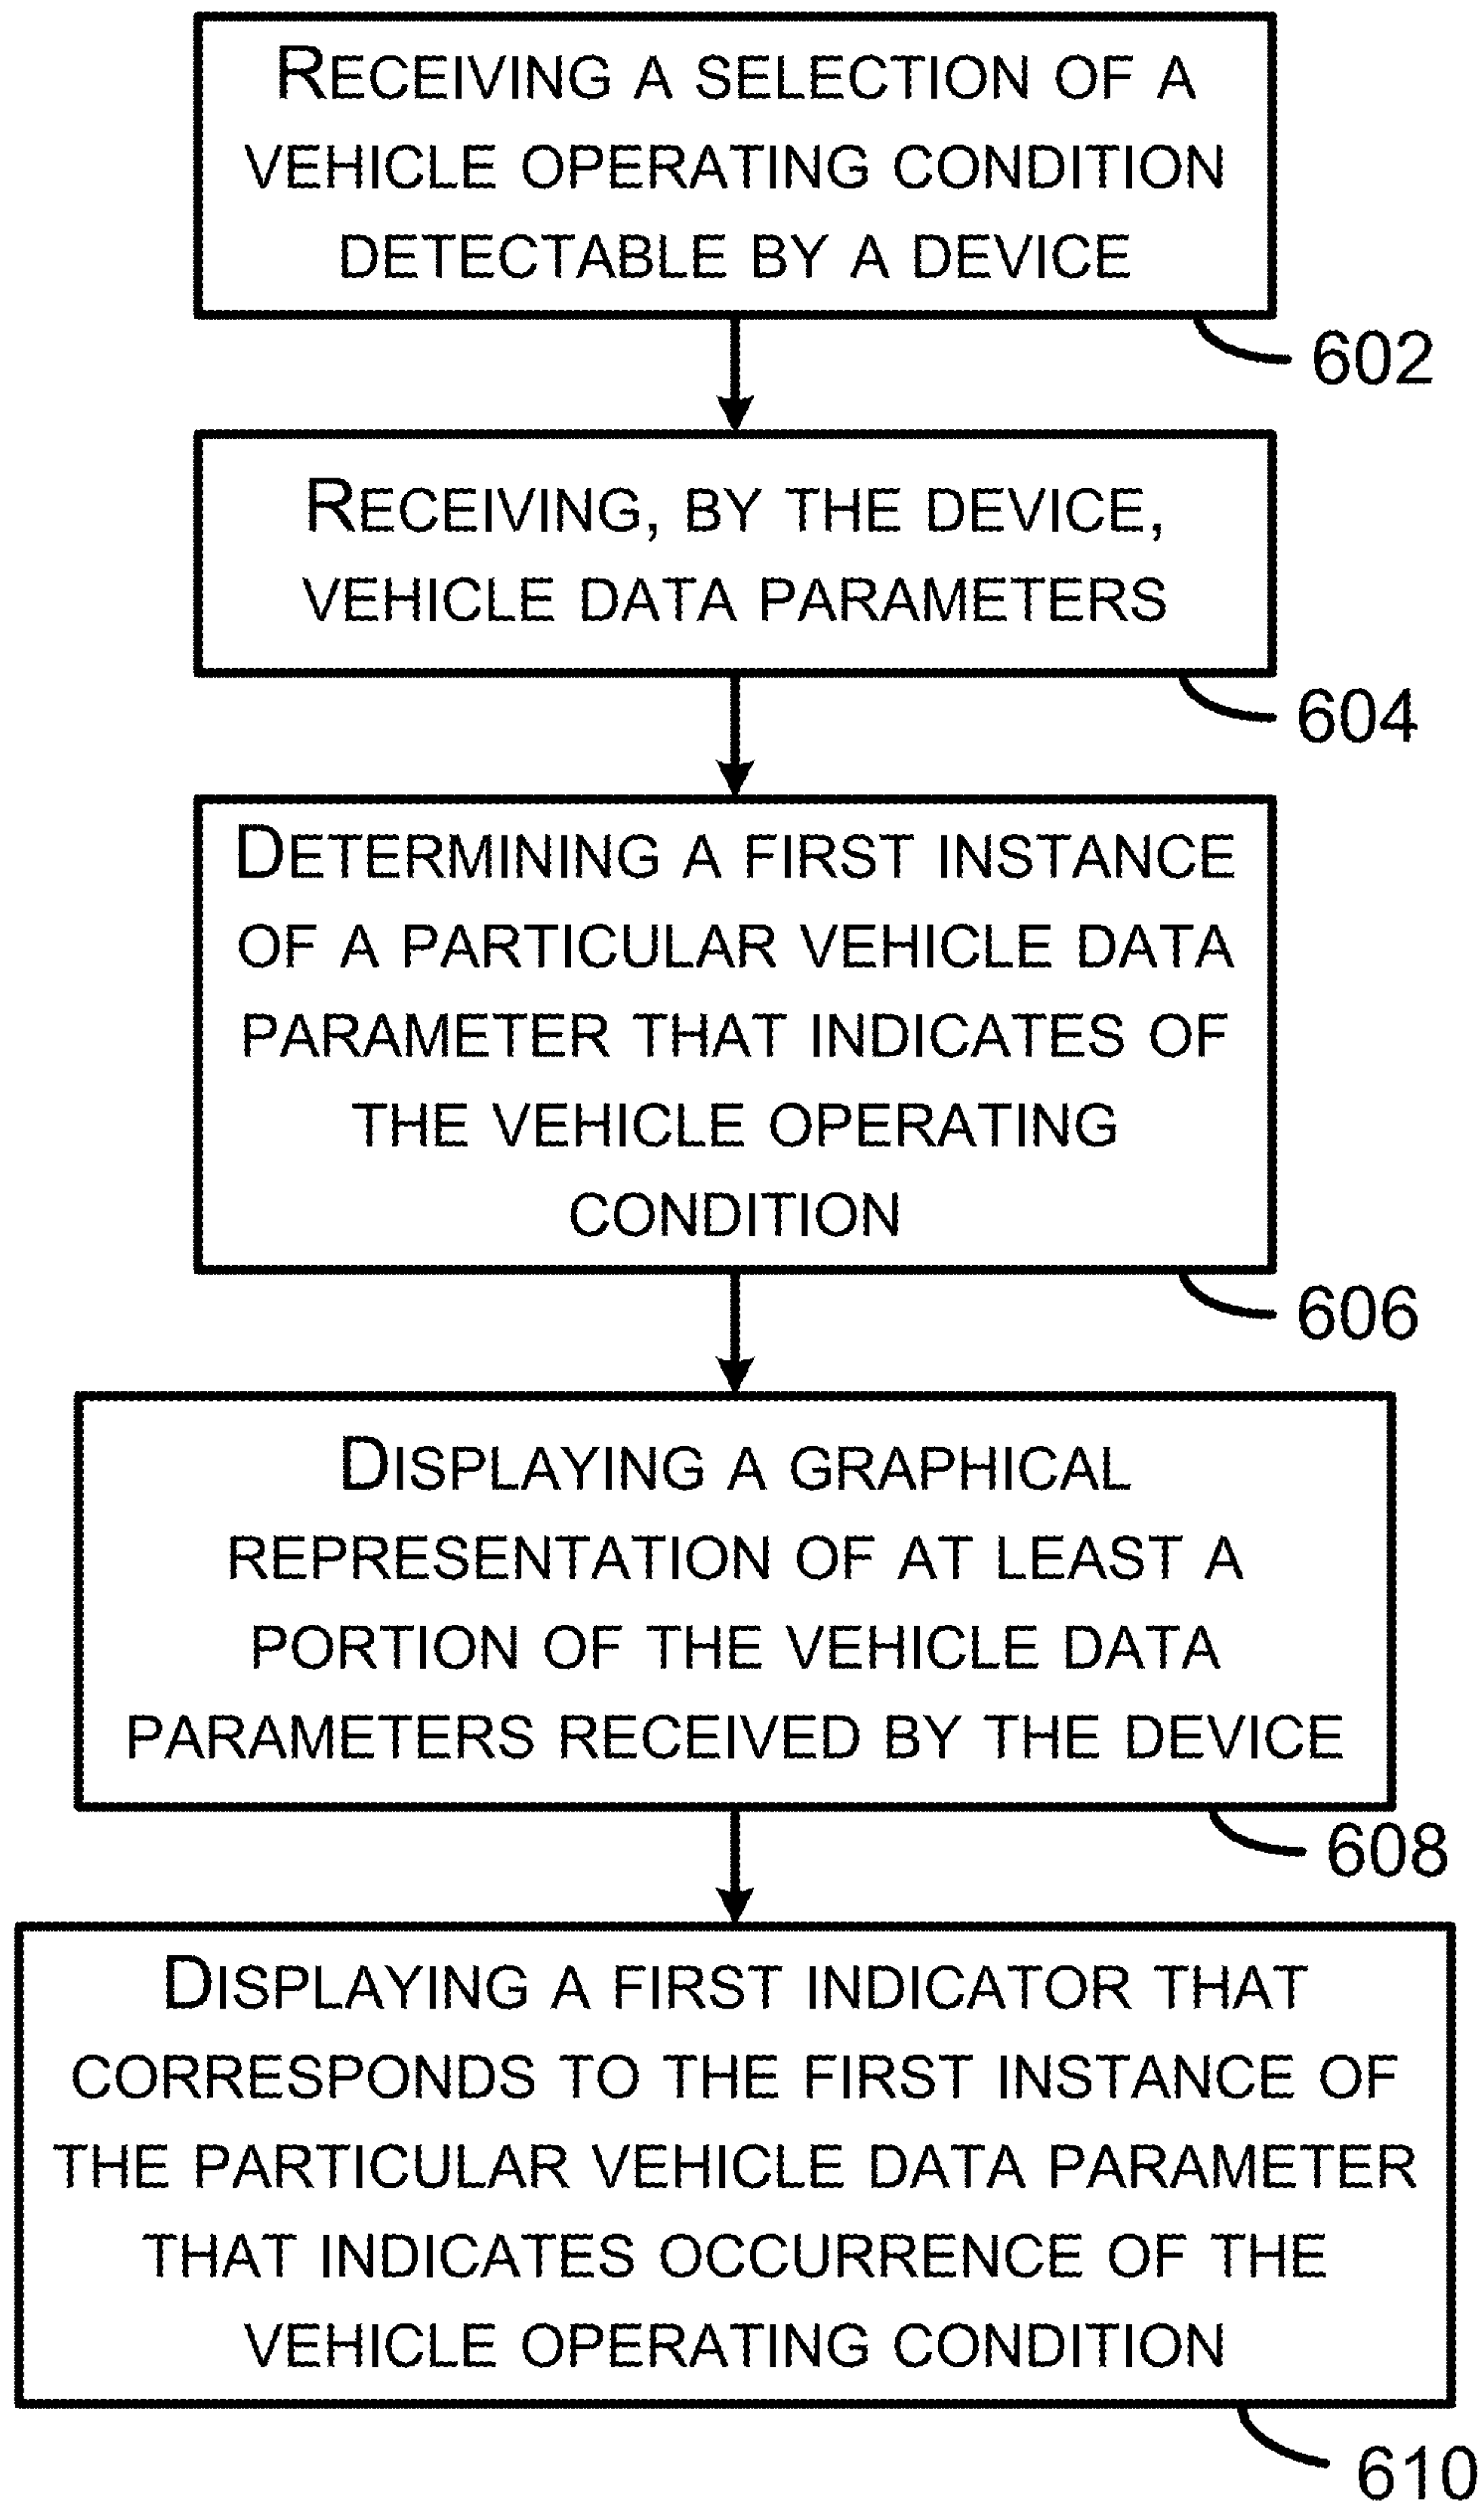 RECEIVING A SELECTION OF A
VEHICLE OPERATING CONDITION
DETECTABLE BY A DEVICE
602
RECEIVING, BY THE DEVICE,
VEHICLE DATA PARAMETERS
604
DETERMINING A FIRST INSTANCE
OF A PARTICULAR VEHICLE DATA
PARAMETER THAT INDICATES OF
THE VEHICLE OPERATING
CONDITION
606
DISPLAYING A GRAPHICAL
REPRESENTATION OF AT LEAST A
PORTION OF THE VEHICLE DATA
PARAMETERS RECEIVED BY THE DEVICE
608
DISPLAYING A FIRST INDICATOR THAT
CORRESPONDS TO THE FIRST INSTANCE OF
THE PARTICULAR VEHICLE DATA PARAMETER
THAT INDICATES OCCURRENCE OF THE
VEHICLE OPERATING CONDITION
610